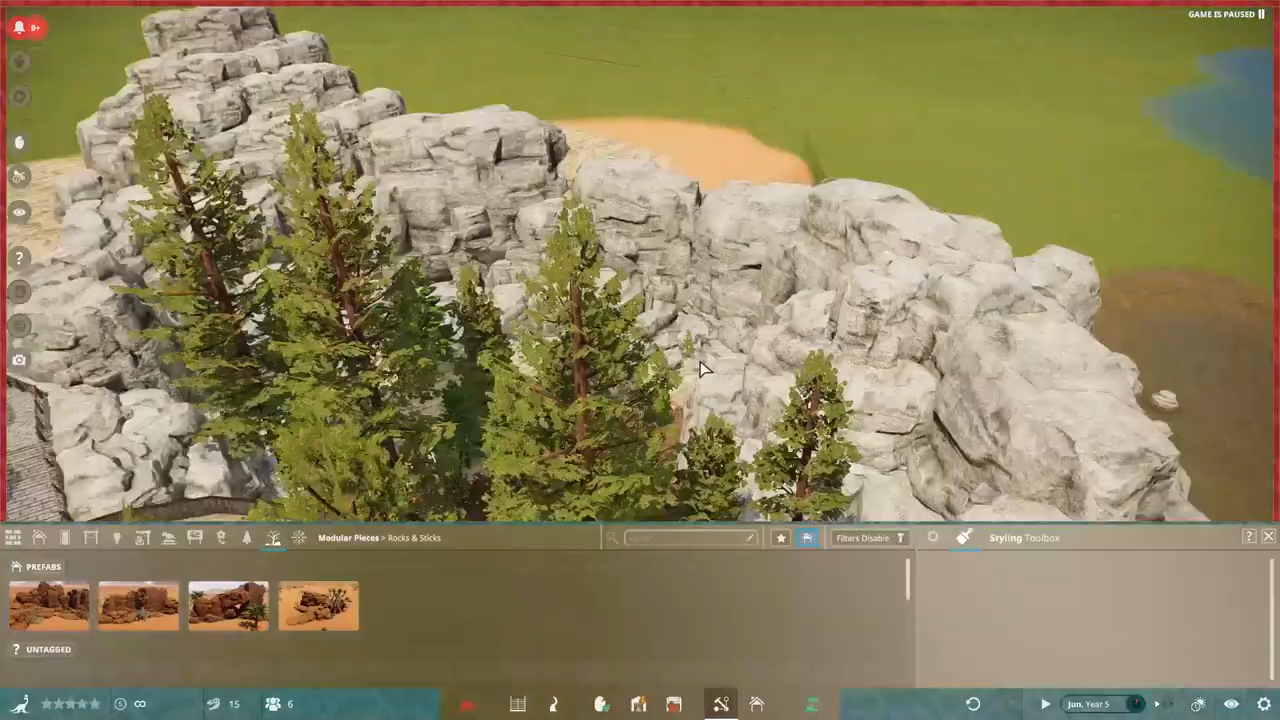 9+
GAME IS PAUSED
Modular Pieces > Rocks & Sticks
Filters Disable
Styling Toolbox
PREFABS
? UNTAGGED
15
6
Jun, Year 5